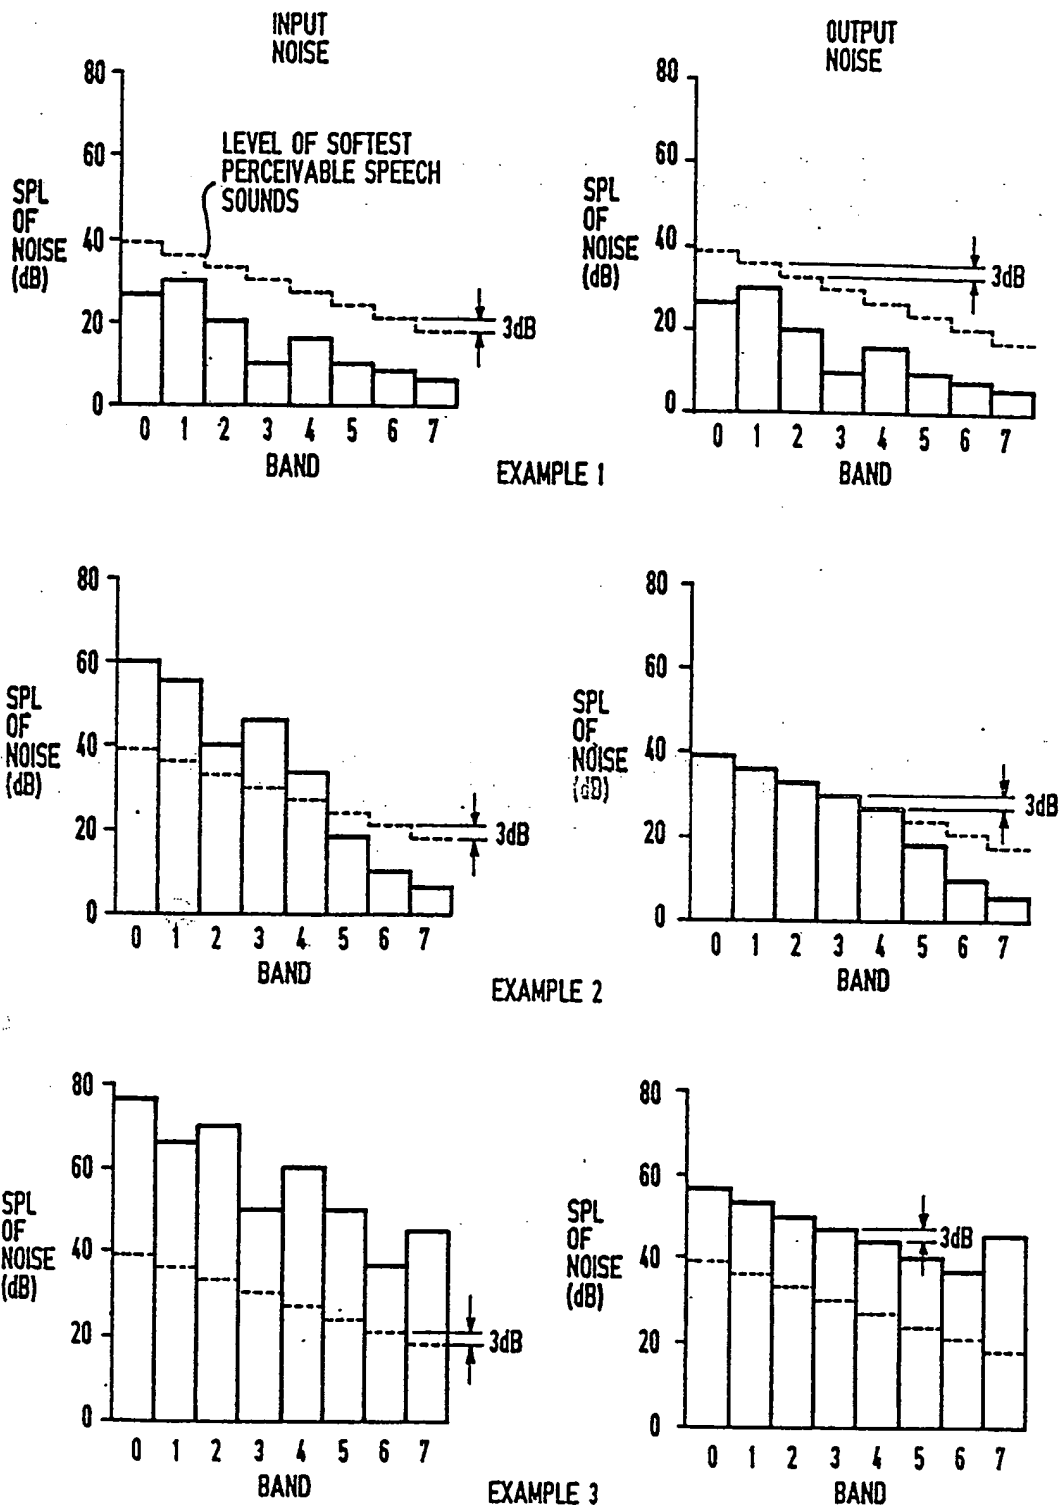 INPUT
NOISE
80
60
40
20
0
SPL
OF
NOISE
(dB)
LEVEL OF SOFTEST
PERCEIVABLE SPEECH
SOUNDS
3dB
0 1 2 3 4 5 6 7
BAND
OUTPUT
NOISE
80
60
40
20
0
SPL
OF
NOISE
(dB)
3dB
0 1 2 3 4 5 6 7
BAND
EXAMPLE 1
80
60
40
20
0
SPL
OF
NOISE
(dB)
3dB
0 1 2 3 4 5 6 7
BAND
80
60
40
20
0
SPL
OF
NOISE
(dB)
3dB
0 1 2 3 4 5 6 7
BAND
EXAMPLE 2
80
60
40
20
0
SPL
OF
NOISE
(dB)
3dB
0 1 2 3 4 5 6 7
BAND
80
60
40
20
0
SPL
OF
NOISE
(dB)
3dB
0 1 2 3 4 5 6 7
BAND
EXAMPLE 3